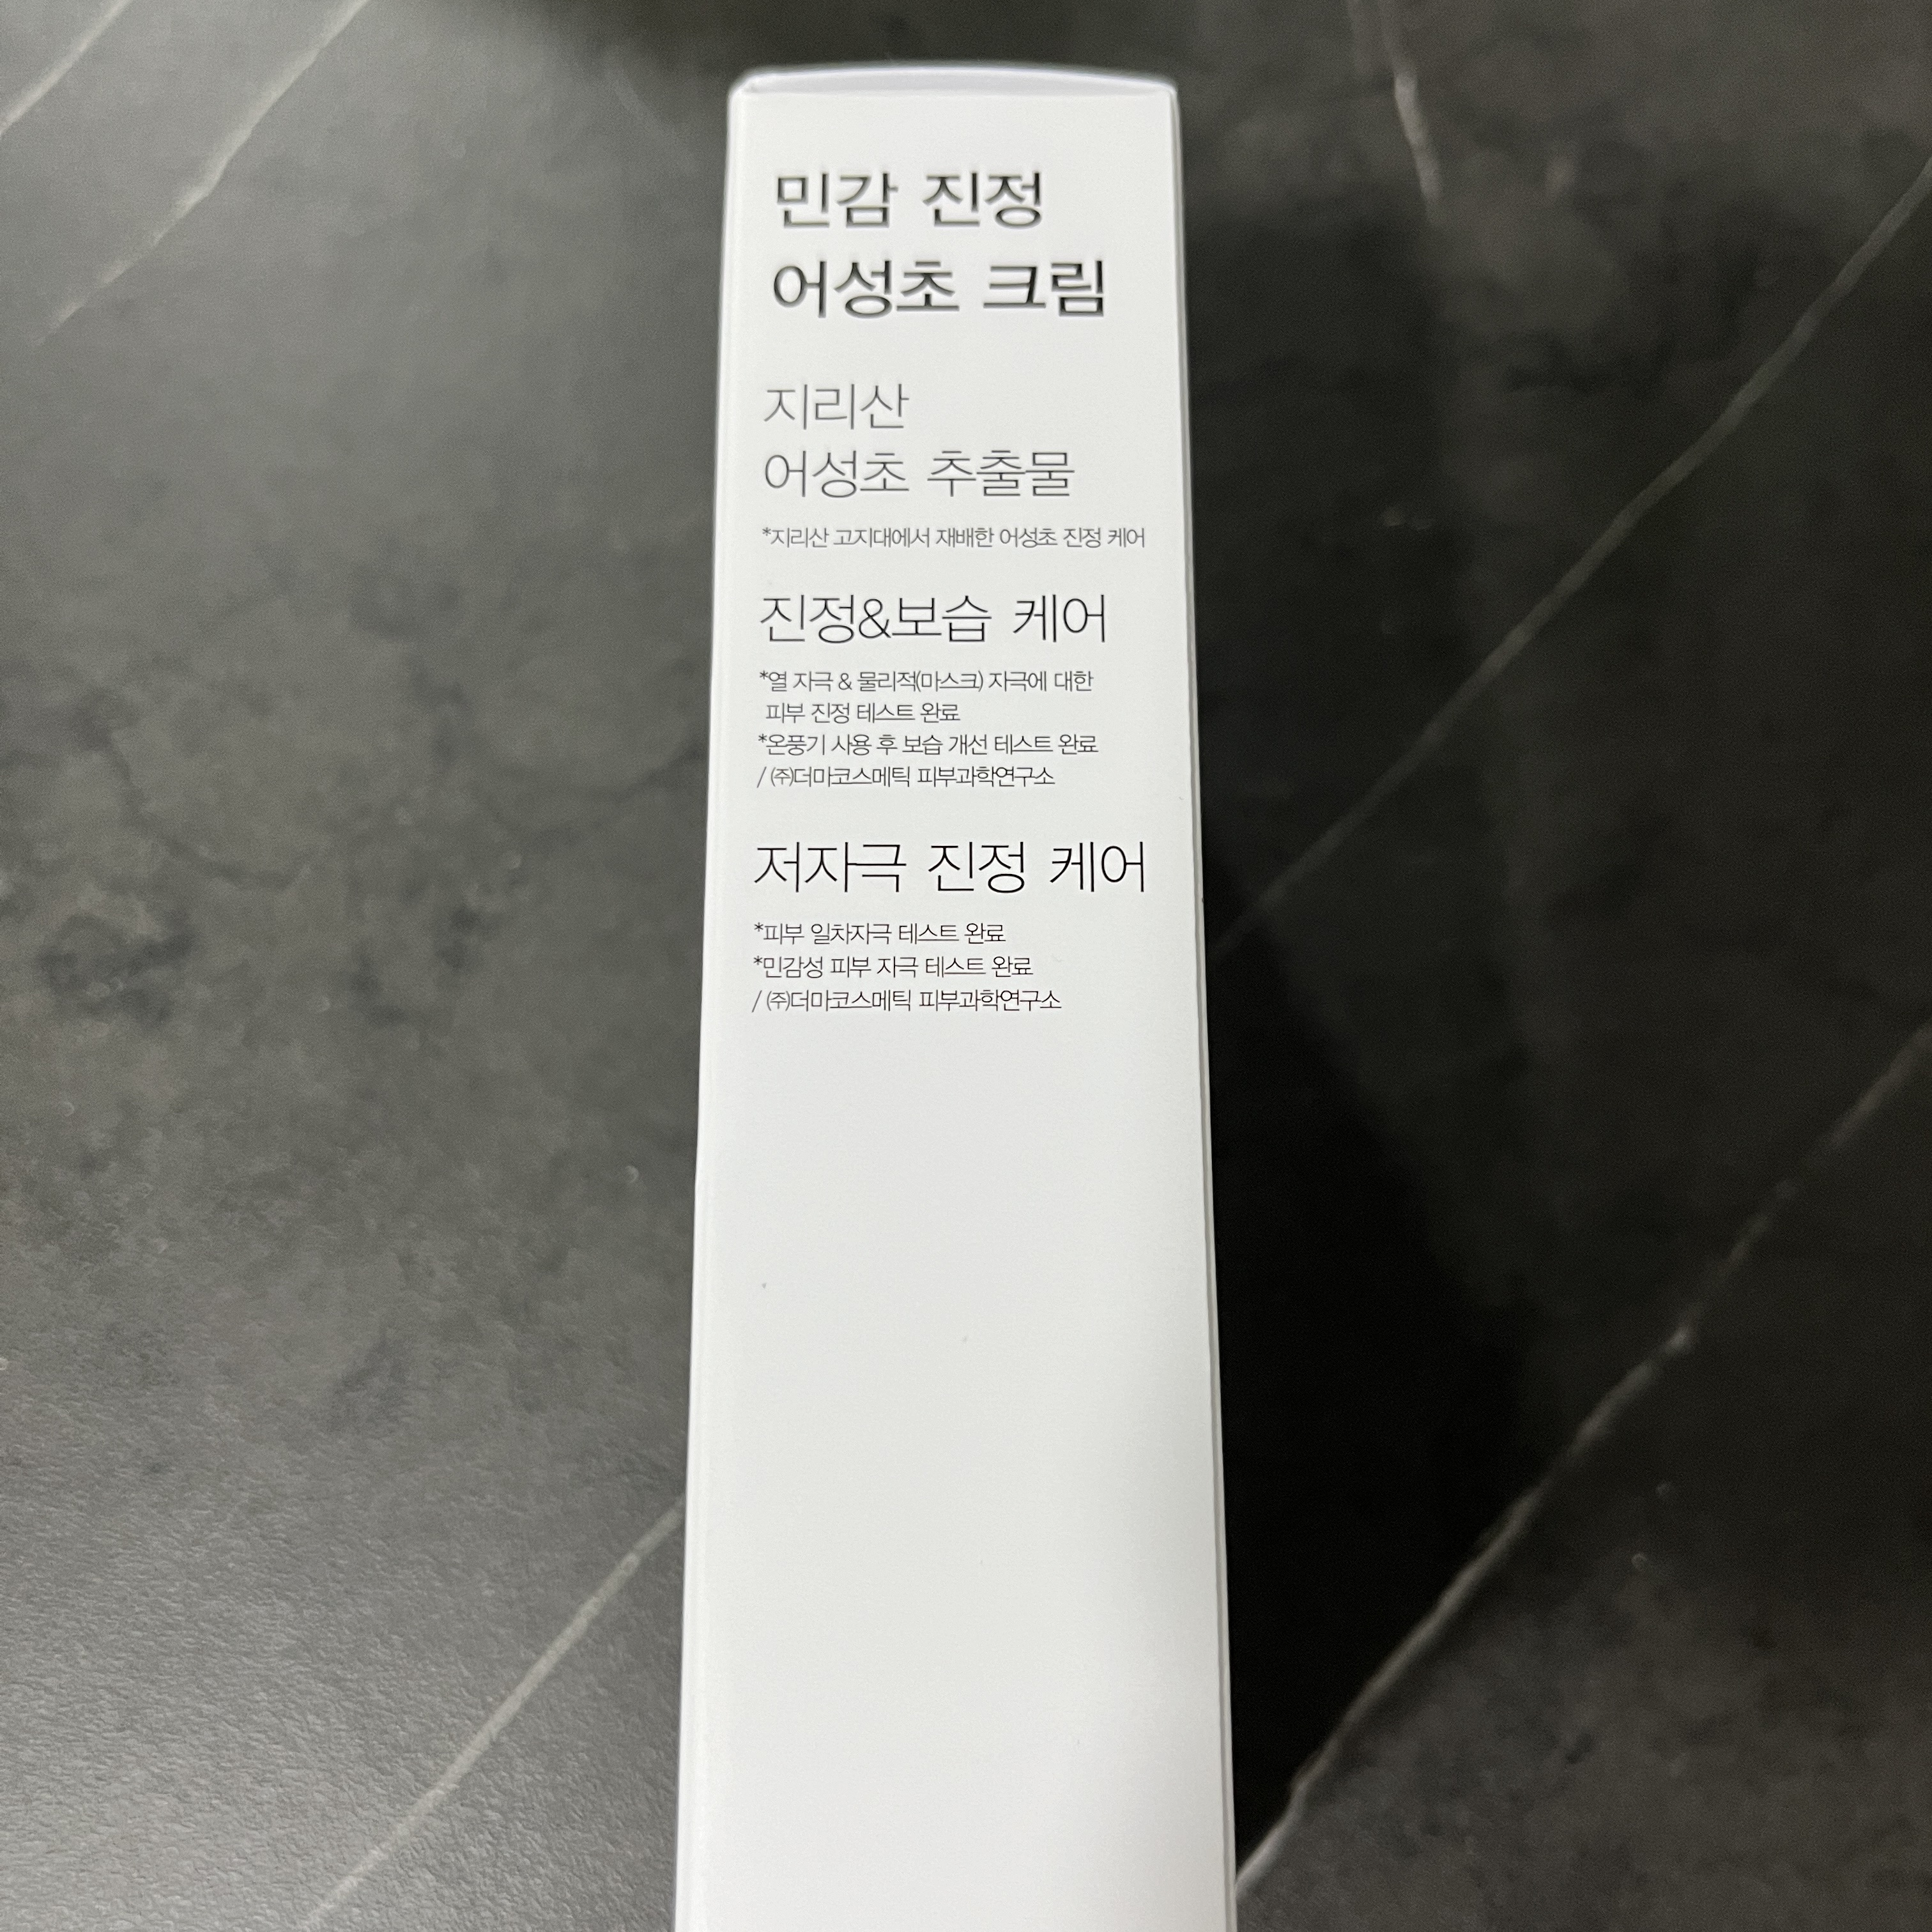 민감 진정
어성초 크림
지리산
어성초 추출물
*지리산 고지대에서 재배한 어성초 진정 케어
진정&보습 케어
*열 자극 & 물리적(마스크) 자극에 대한
피부 진정 테스트 완료
*온풍기 사용 후 보습 개선 테스트 완료
/ ㈜더마코스메틱 피부과학연구소
저자극 진정 케어
*피부 일차자극 테스트 완료
*민감성 피부 자극 테스트 완료
/ ㈜더마코스메틱 피부과학연구소